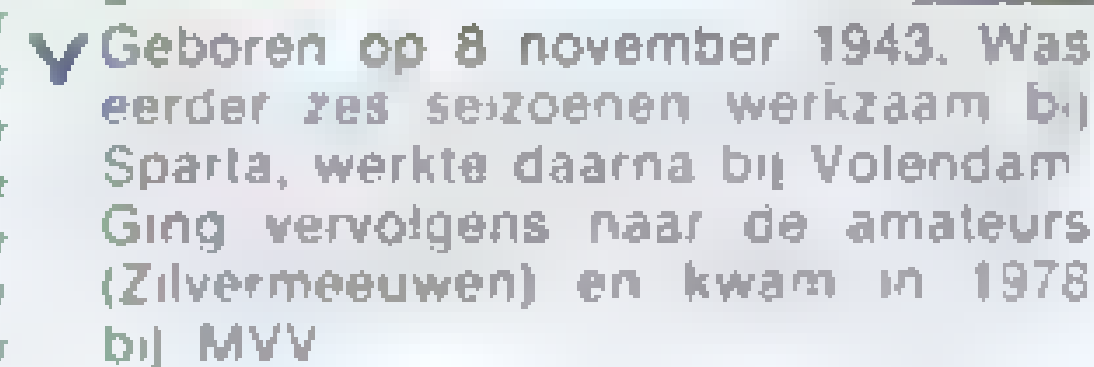 Geboren op 8 november 1943. Was
eerder zes seizoenen werkzaam bij
Sparta, werkte daarna bij Volendam
Ging vervolgens naar de amateurs
(Zilvermeeuwen) en kwam in 1978
bij MVV